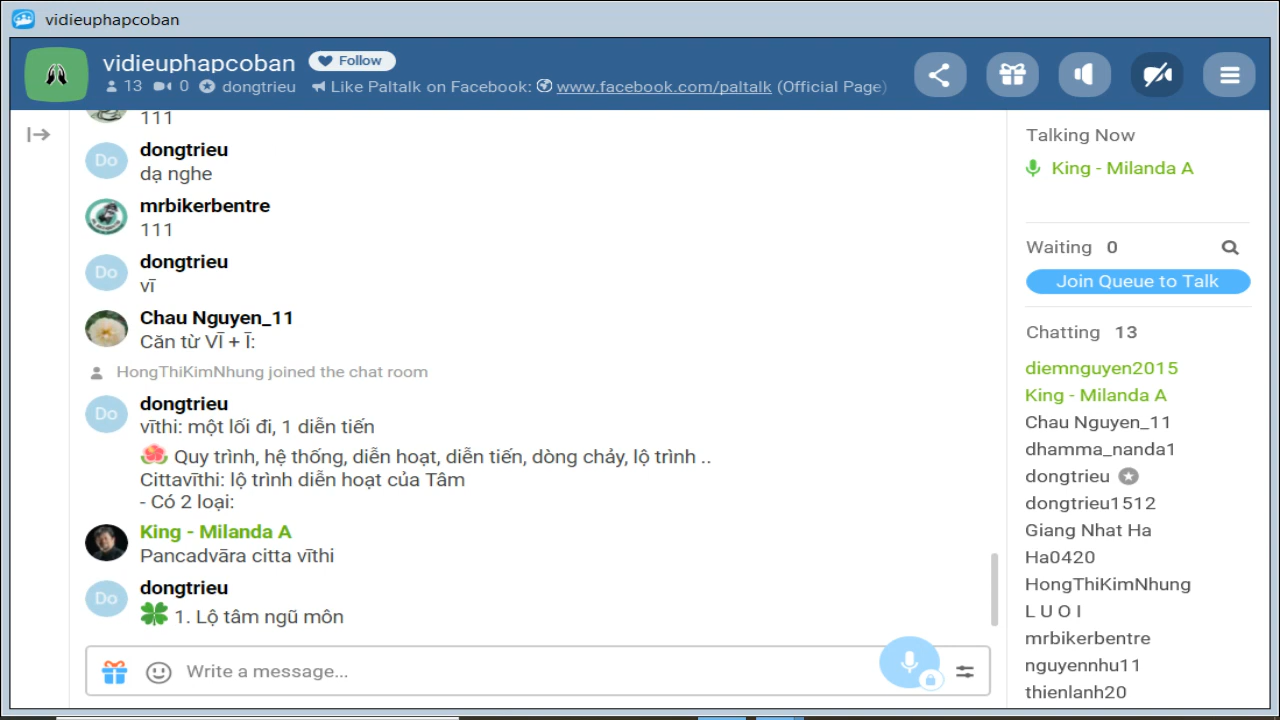 vidieuphapcoban
vidieuphapcoban Follow
13 0 dongtrieu Like Paltalk on Facebook: www.facebook.com/paltalk (Official Page)
111
Do dongtrieu
dạ nghe
mrbikerbentre
111
Do dongtrieu
vī
Chau Nguyen_11
Căn từ VĪ + Ī:
HongThiKimNhung joined the chat room
Do dongtrieu
vīthi: một lối đi, 1 diễn tiến
Quy trình, hệ thống, diễn hoạt, diễn tiến, dòng chảy, lộ trình ..
Cittavīthi: lộ trình diễn hoạt của Tâm
- Có 2 loại:
King - Milanda A
Pancadvāra citta vīthi
Do dongtrieu
1. Lộ tâm ngũ môn
Write a message...
Talking Now
King - Milanda A
Waiting 0
Join Queue to Talk
Chatting 13
diemnguyen2015
King - Milanda A
Chau Nguyen_11
dhamma_nanda1
dongtrieu
dongtrieu1512
Giang Nhat Ha
Ha0420
HongThiKimNhung
L U O I
mrbikerbentre
nguyennhu11
thienlanh20